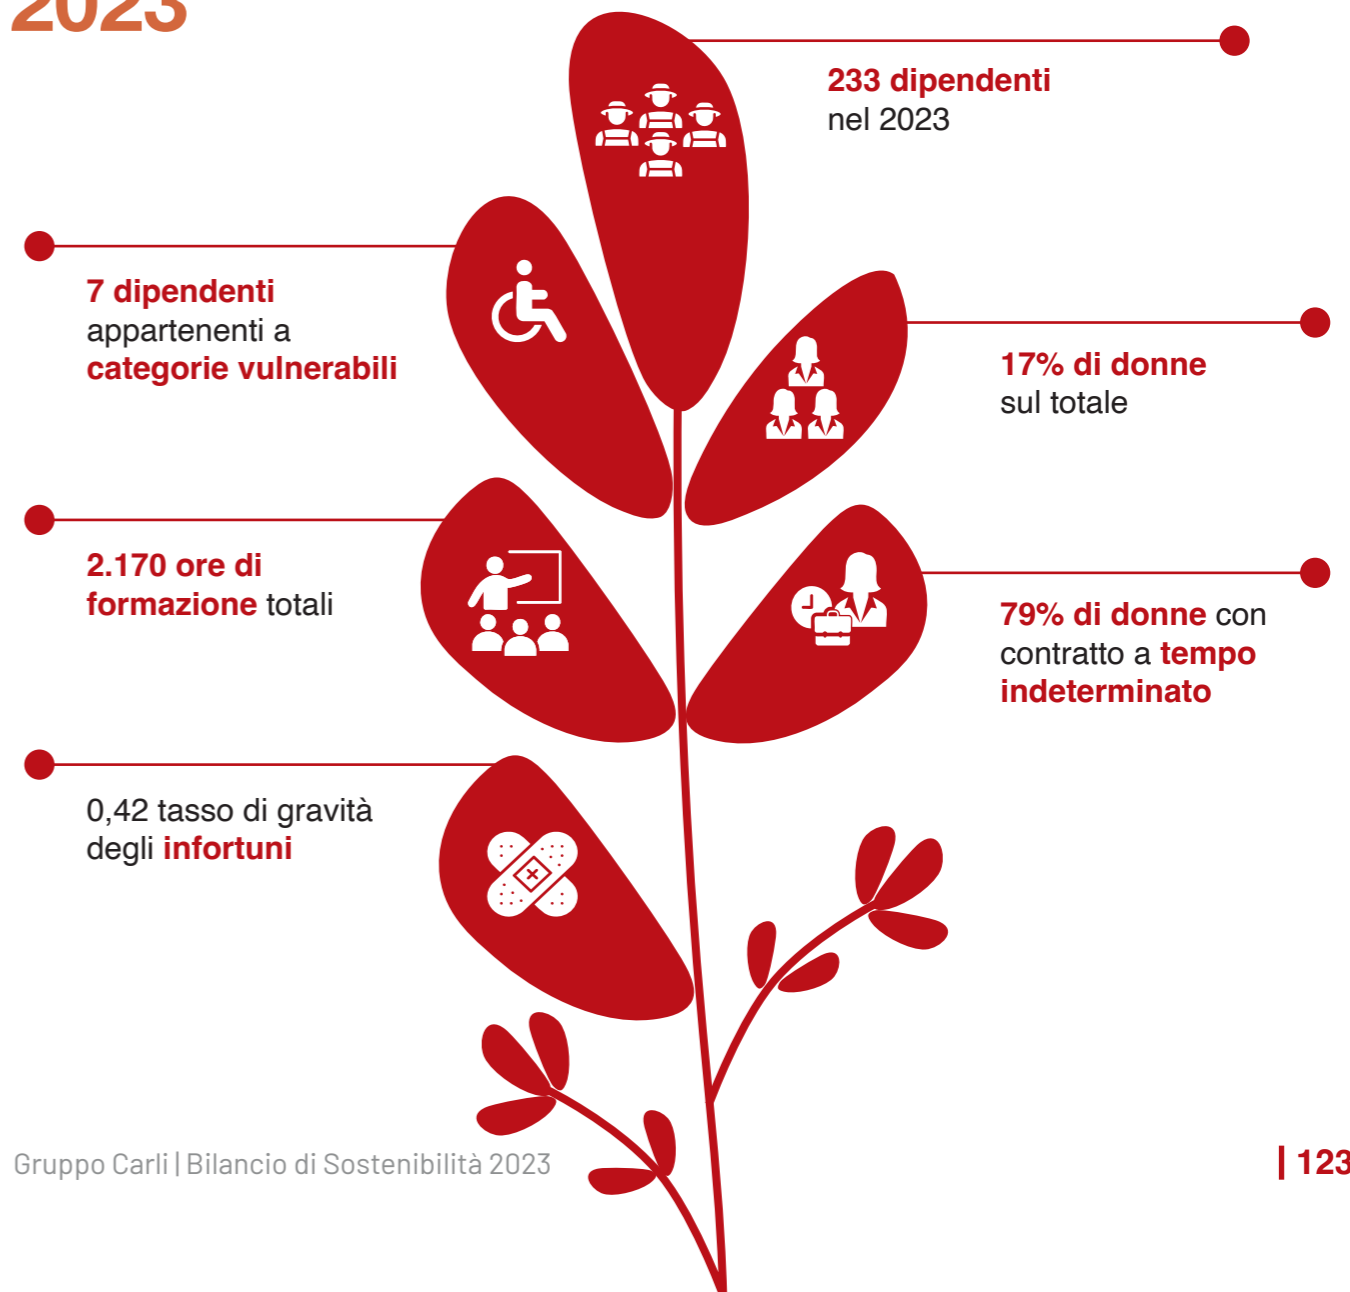 2023
233 dipendenti
nel 2023
7 dipendenti
appartenenti a
categorie vulnerabili
17% di donne
sul totale
2.170 ore di
formazione totali
79% di donne con
contratto a tempo
indeterminato
0,42 tasso di gravità
degli infortuni
Gruppo Carli | Bilancio di Sostenibilità 2023
| 123